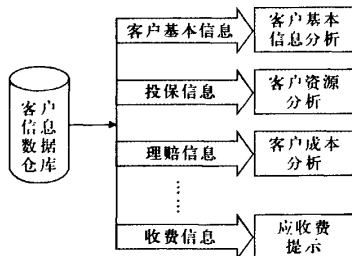 客户
信息
数据
仓库
客户基本信息
客户基本
信息分析
投保信息
客户资源
分析
理赔信息
客户成本
分析
……
收费信息
应收费
提示